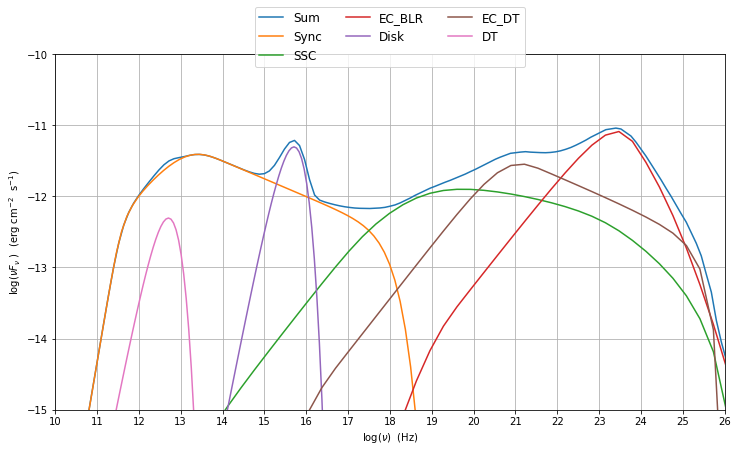 Sum EC_BLR EC_DT
Sync Disk DT
SSC
−10
−11
−12
−13
−14
−15
log(νFν )  (erg cm−2  s−1)
10 11 12 13 14 15 16 17 18 19 20 21 22 23 24 25 26
log(ν)  (Hz)